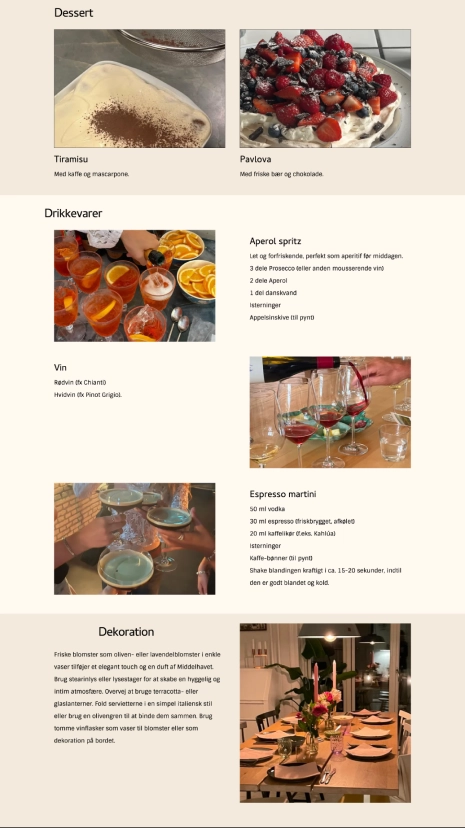 Dessert
Tiramisu
Med kaffe og mascarpone.
Pavlova
Med friske bær og chokolade.
Drikkevarer
Aperol spritz
Let og forfriskende, perfekt som aperitif før middagen.
3 dele Prosecco (eller anden mousserende vin)
2 dele Aperol
1 del danskvand
Isterninger
Appelsinskive (til pynt)
Vin
Rødvin (fx Chianti)
Hvidvin (fx Pinot Grigio).
Espresso martini
50 ml vodka
30 ml espresso (friskbrygget, afkølet)
20 ml kaffelikør (f.eks. Kahlúa)
Isterninger
Kaffe-bønner (til pynt)
Shake blandingen kraftigt i ca. 15-20 sekunder, indtil
den er godt blandet og kold.
Dekoration
Friske blomster som oliven- eller lavendelblomster i enkle
vaser tilføjer et elegant touch og en duft af Middelhavet.
Brug stearinlys eller lysestager for at skabe en hyggelig og
intim atmosfære. Overvej at bruge terracotta- eller
glaslanterner. Fold servietterne i en simpel italiensk stil
eller brug en olivengren til at binde dem sammen. Brug
tomme vinflasker som vaser til blomster eller som
dekoration på bordet.